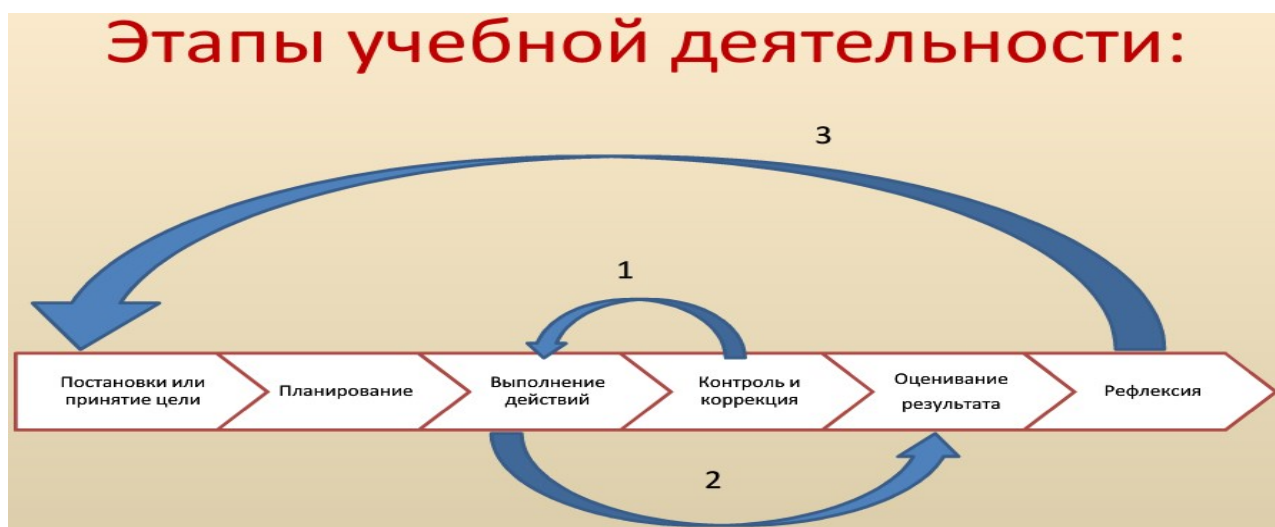 Этапы учебной деятельности:
3
1
Постановки или
принятие цели
Планирование
Выполнение
действий
Контроль и
коррекция
Оценивание
результата
Рефлексия
2